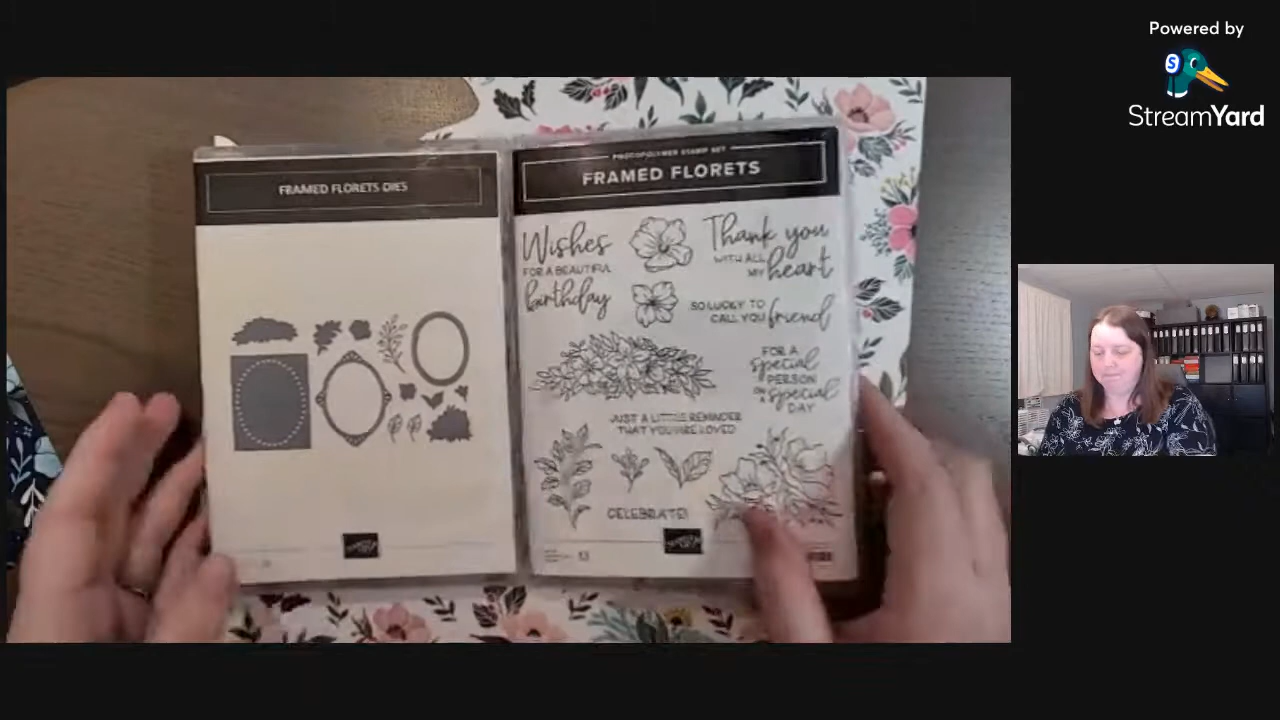 Powered by
S
StreamYard
FRAMED FLORETS DIES
PHOTOPOLYMER STAMP SET
FRAMED FLORETS
Wishes
FOR A BEAUTIFUL
birthday
Thank you
WITH ALL
MY heart
SO LUCKY TO
CALL YOU friend
FOR A
special
PERSON
ON A special
DAY
JUST A LITTLE REMINDER
THAT YOU ARE LOVED
CELEBRATE!
13